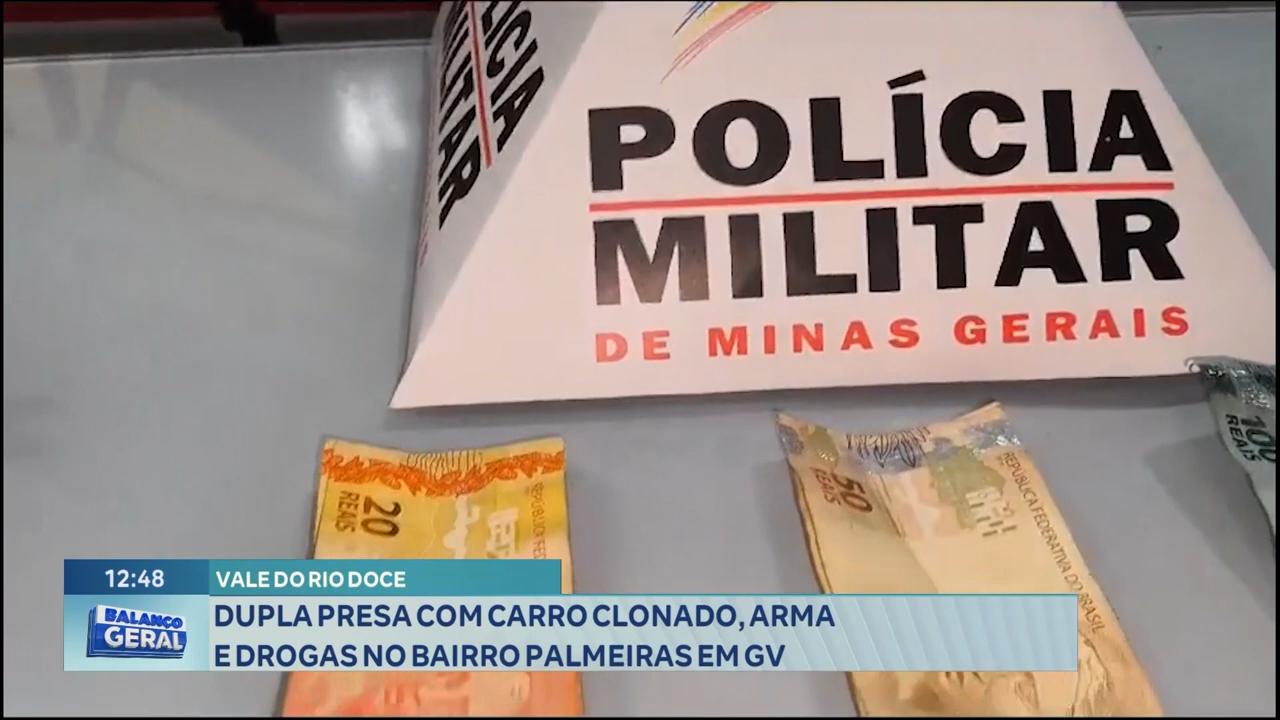 POLÍCIA
MILITAR
POLÍCIA
MILITAR
DE MINAS GERAIS
20
REAIS
50
REAIS
REPÚBLICA FEDERATIVA DO BRASIL
100
REAIS
12:48
VALE DO RIO DOCE
BALANÇO
GERAL
DUPLA PRESA COM CARRO CLONADO, ARMA
E DROGAS NO BAIRRO PALMEIRAS EM GV